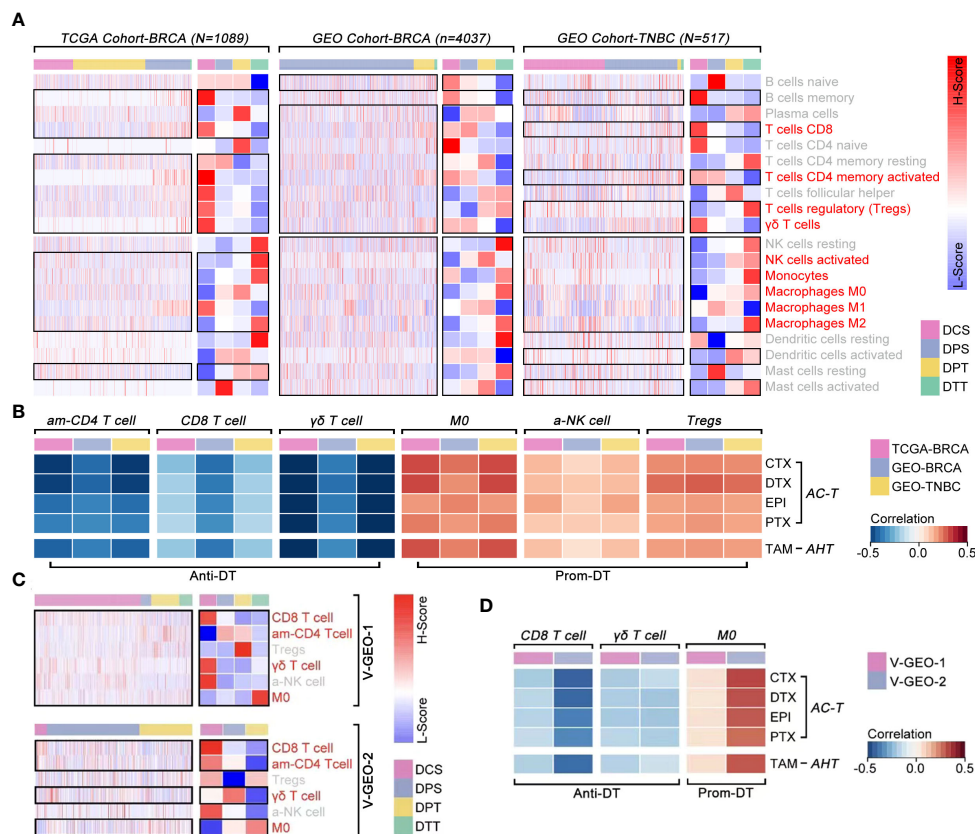 A
TCGA Cohort-BRCA (N=1089)
GEO Cohort-BRCA (n=4037)
GEO Cohort-TNBC (N=517)
B cells naive
B cells memory
Plasma cells
T cells CD8
T cells CD4 naive
T cells CD4 memory resting
T cells CD4 memory activated
T cells follicular helper
T cells regulatory (Tregs)
γδ T cells
NK cells resting
NK cells activated
Monocytes
Macrophages M0
Macrophages M1
Macrophages M2
Dendritic cells resting
Dendritic cells activated
Mast cells resting
Mast cells activated
H-Score
L-Score
DCS
DPS
DPT
DTT
B
am-CD4 T cell
CD8 T cell
γδ T cell
M0
a-NK cell
Tregs
CTX
DTX
EPI
PTX
AC-T
TAM – AHT
Anti-DT
Prom-DT
TCGA-BRCA
GEO-BRCA
GEO-TNBC
Correlation
-0.5 0.0 0.5
C
CD8 T cell
am-CD4 Tcell
Tregs
γδ T cell
a-NK cell
M0
V-GEO-1
CD8 T cell
am-CD4 Tcell
Tregs
γδ T cell
a-NK cell
M0
V-GEO-2
H-Score
L-Score
DCS
DPS
DPT
DTT
D
CD8 T cell
γδ T cell
M0
CTX
DTX
EPI
PTX
AC-T
TAM – AHT
Anti-DT
Prom-DT
V-GEO-1
V-GEO-2
Correlation
-0.5 0.0 0.5